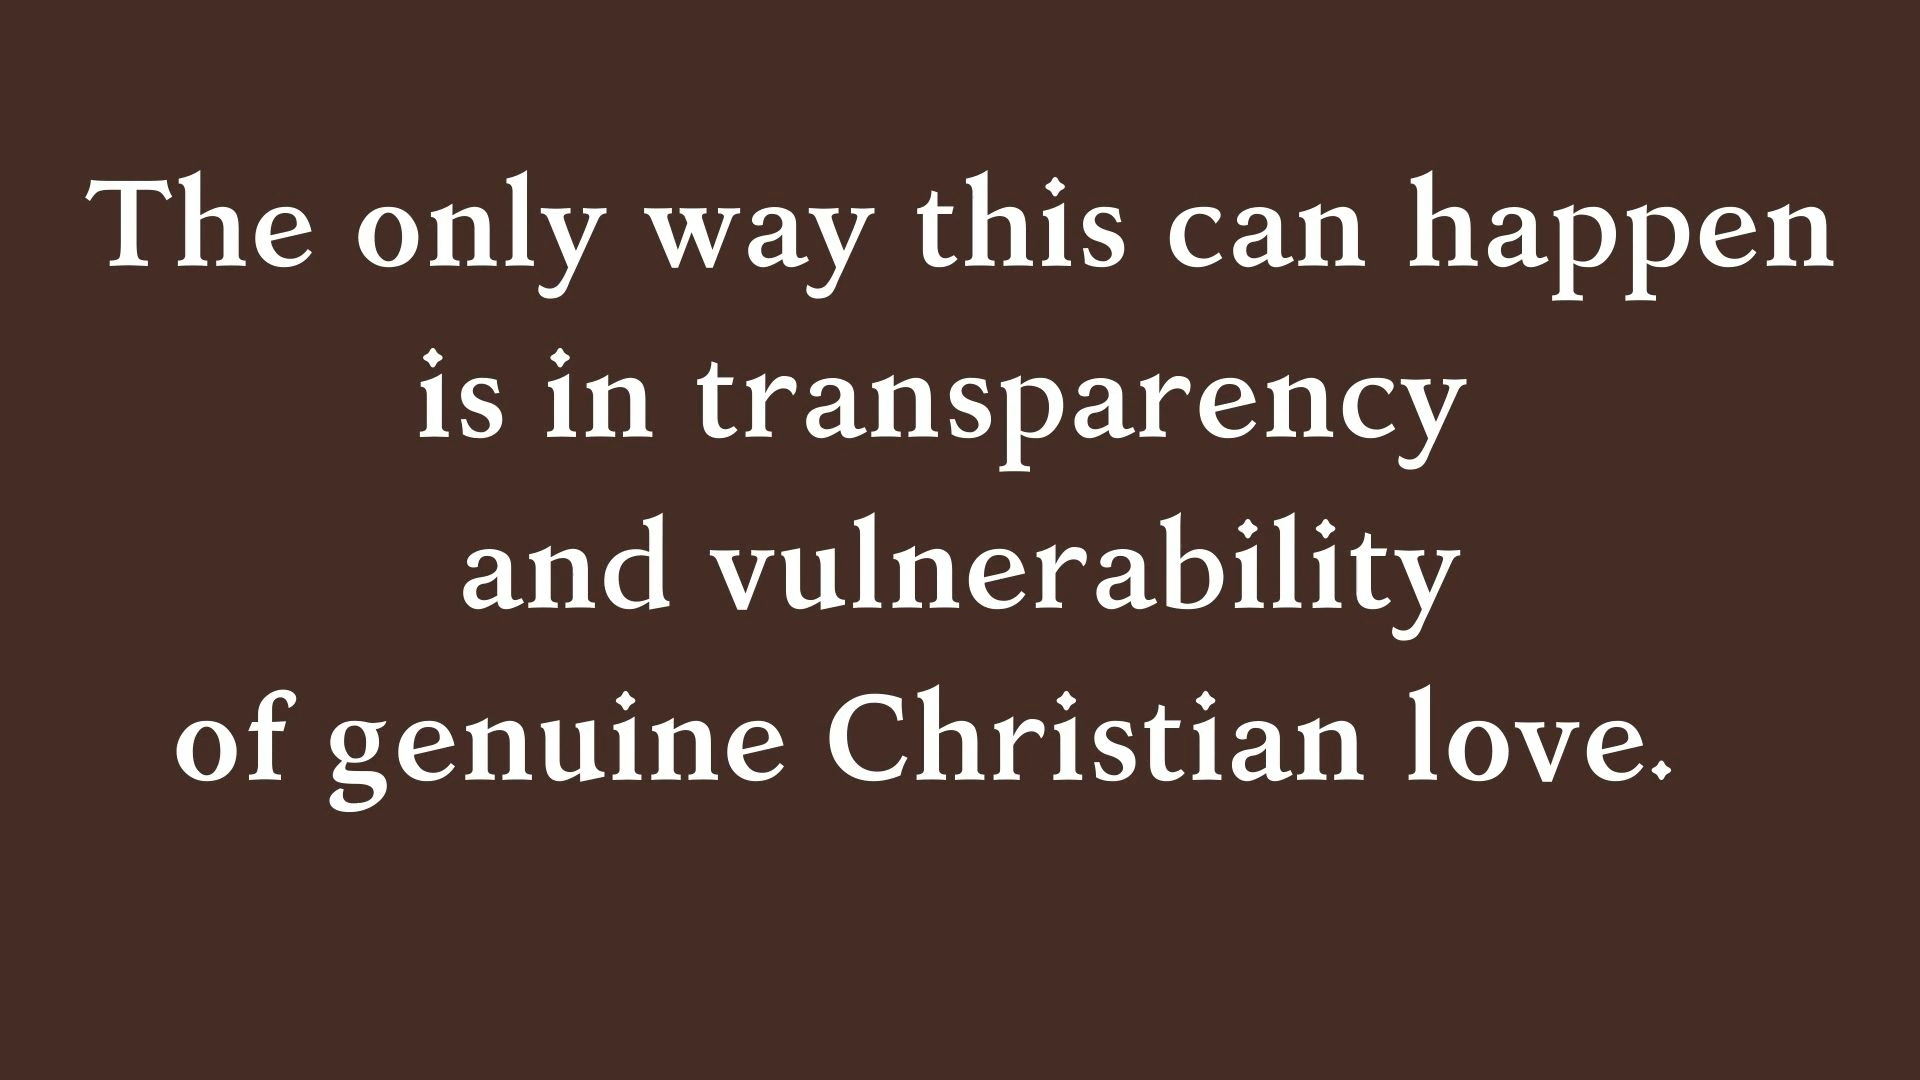 The only way this can happen
is in transparency
and vulnerability
of genuine Christian love.